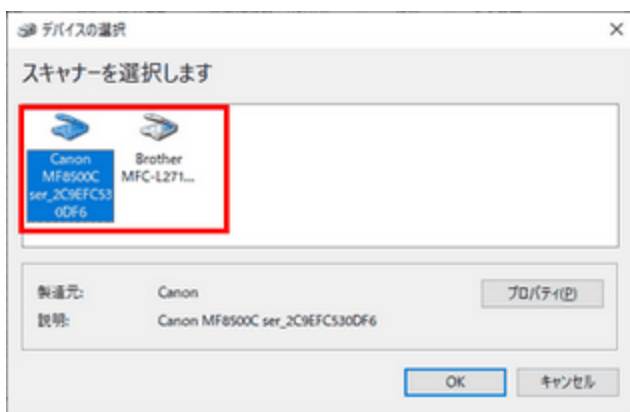 デバイスの選択
スキャナーを選択します
Canon
MF8500C
ser_2C9EFC53
0DF6
Brother
MFC-L271...
製造元:
Canon
プロパティ(P)
説明:
Canon MF8500C ser_2C9EFC530DF6
OK
キャンセル